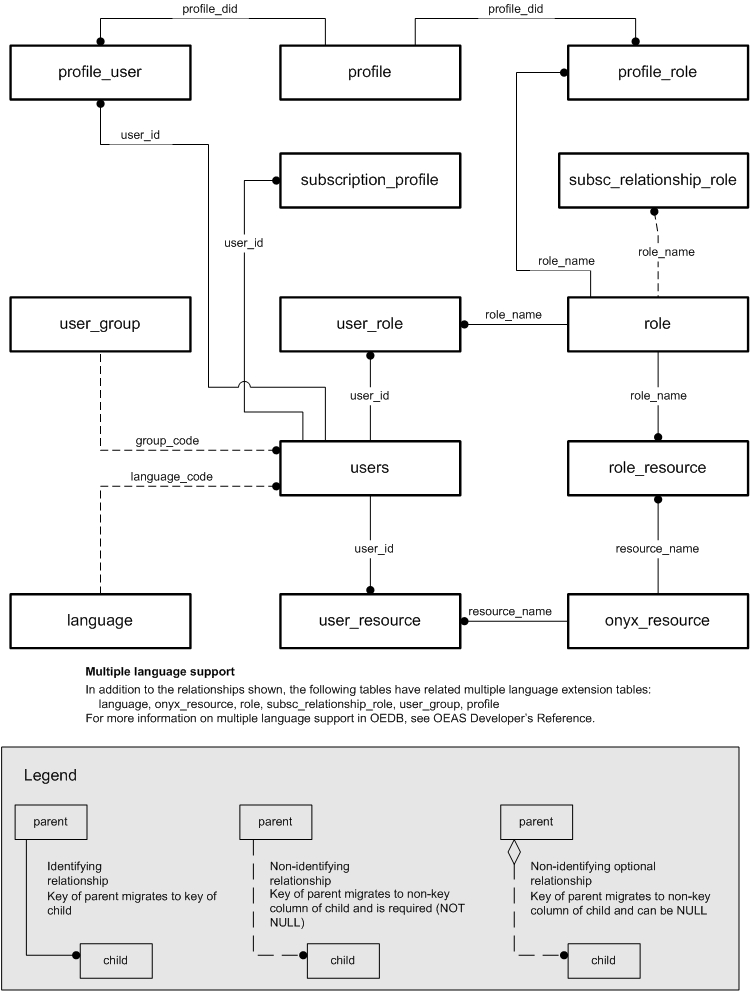 profile_did
profile_did
profile_user
profile
profile_role
user_id
subscription_profile
subsc_relationship_role
user_id
role_name
role_name
user_group
user_role
role_name
role
user_id
role_name
group_code
users
role_resource
language_code
user_id
resource_name
language
user_resource
resource_name
onyx_resource
Multiple language support
In addition to the relationships shown, the following tables have related multiple language extension tables:
language, onyx_resource, role, subsc_relationship_role, user_group, profile
For more information on multiple language support in OEDB, see OEAS Developer's Reference.
Legend
parent
Identifying
relationship
Key of parent migrates to key of
child
child
parent
Non-identifying
relationship
Key of parent migrates to non-key
column of child and is required (NOT
NULL)
child
parent
Non-identifying optional
relationship
Key of parent migrates to non-key
column of child and can be NULL
child